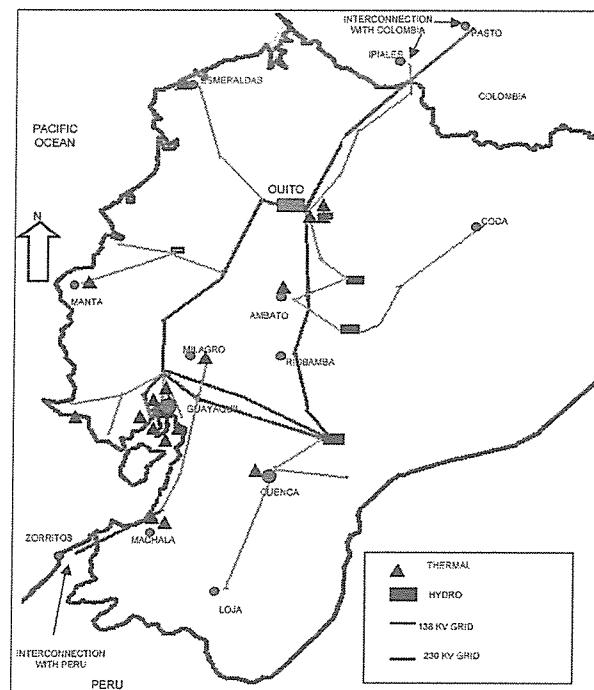 INTERCONNECTION
WITH COLOMBIA
PASTO
IPIALES
ESMERALDAS
COLOMBIA
PACIFIC
OCEAN
QUITO
N
COCA
MANTA
AMBATO
MILAGRO
RIOBAMBA
GUAYAQUIL
CUENCA
ZORRITOS
MACHALA
LOJA
INTERCONNECTION
WITH PERU
PERU
THERMAL
HYDRO
138 KV GRID
230 KV GRID